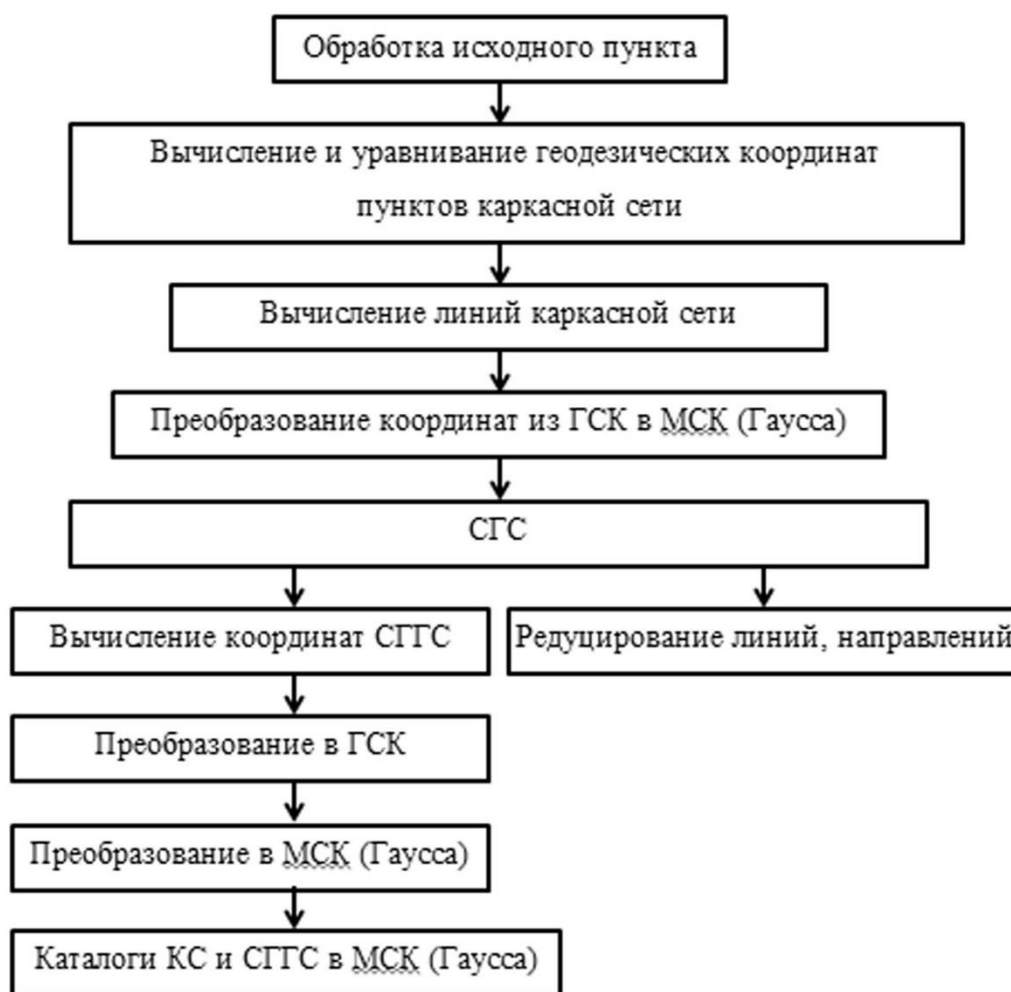 Обработка исходного пункта
Вычисление и уравнивание геодезических координат
пунктов каркасной сети
Вычисление линий каркасной сети
Преобразование координат из ГСК в МСК (Гаусса)
СГС
Вычисление координат СГГС
Редуцирование линий, направлений
Преобразование в ГСК
Преобразование в МСК (Гаусса)
Каталоги КС и СГГС в МСК (Гаусса)